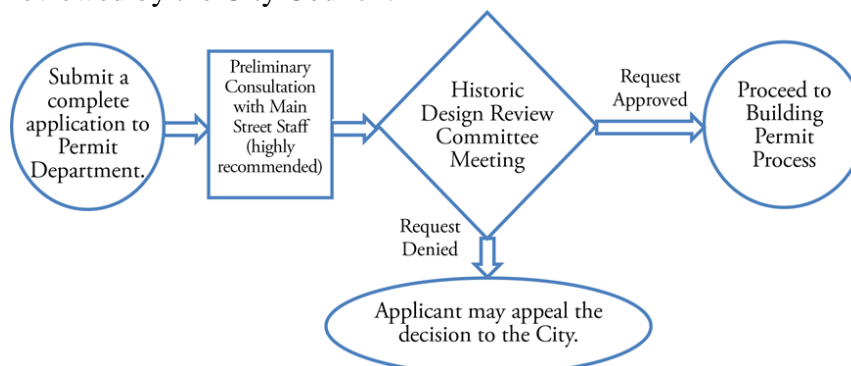 Submit a
complete
application to
Permit
Department.
Preliminary
Consultation
with Main
Street Staff
(highly
recommended)
Historic
Design Review
Committee
Meeting
Request
Approved
Proceed to
Building
Permit
Process
Request
Denied
Applicant may appeal the
decision to the City.